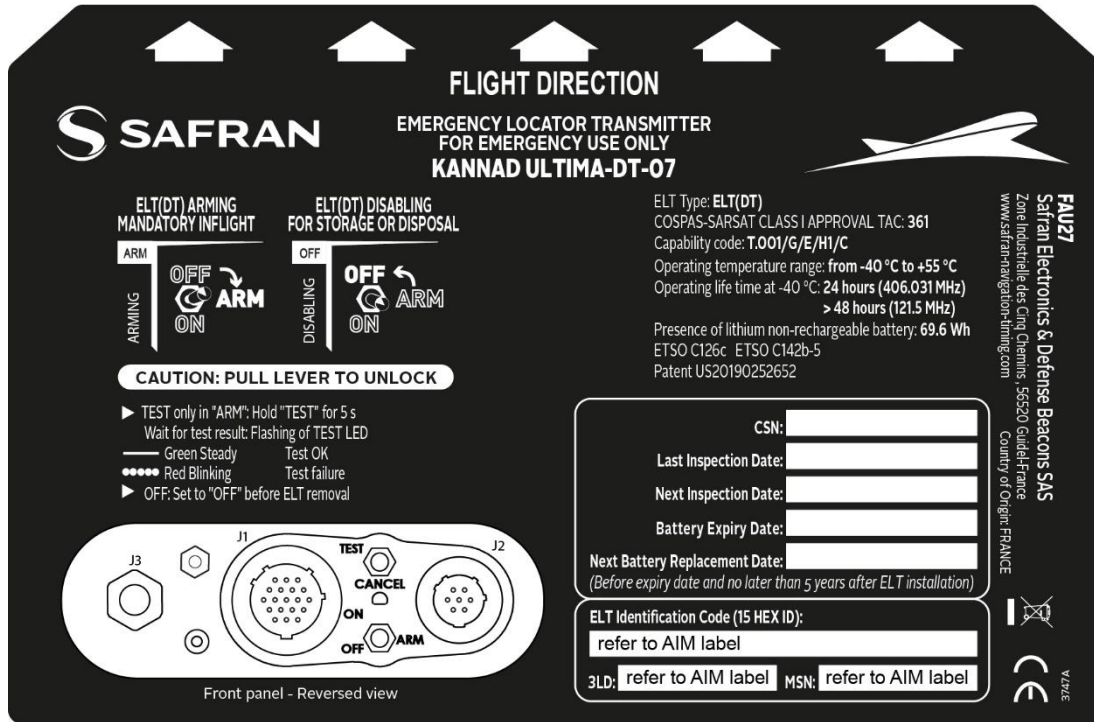 FLIGHT DIRECTION
SAFRAN
EMERGENCY LOCATOR TRANSMITTER
FOR EMERGENCY USE ONLY
KANNAD ULTIMA-DT-07
ELT(DT) ARMING
MANDATORY INFLIGHT
ARM
ARMING
OFF
ARM
ON
ELT(DT) DISABLING
FOR STORAGE OR DISPOSAL
OFF
DISABLING
OFF
ARM
ON
CAUTION: PULL LEVER TO UNLOCK
TEST only in "ARM": Hold "TEST" for 5 s
Wait for test result: Flashing of TEST LED
Green Steady Test OK
Red Blinking Test failure
OFF: Set to "OFF" before ELT removal
J3
J1
TEST
CANCEL
ON
OFF
ARM
J2
Front panel - Reversed view
ELT Type: ELT(DT)
COSPAS-SARSAT CLASS I APPROVAL TAC: 361
Capability code: T.001/G/E/H1/C
Operating temperature range: from -40 °C to +55 °C
Operating life time at -40 °C: 24 hours (406.031 MHz)
> 48 hours (121.5 MHz)
Presence of lithium non-rechargeable battery: 69.6 Wh
ETSO C126c ETSO C142b-5
Patent US20190252652
CSN:
Last Inspection Date:
Next Inspection Date:
Battery Expiry Date:
Next Battery Replacement Date:
(Before expiry date and no later than 5 years after ELT installation)
ELT Identification Code (15 HEX ID):
refer to AIM label
3LD: refer to AIM label MSN: refer to AIM label
FAU27
Safran Electronics & Defense Beacons SAS
Zone Industrielle des Cinq Chemins, 56520 Guidel-France
www.safran-navigation-timing.com
Country of Origin: FRANCE
CE
3747A